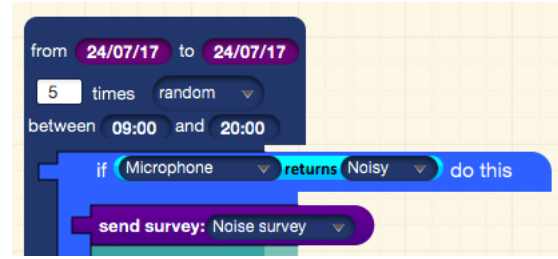 from 24/07/17 to 24/07/17
5 times random
between 09:00 and 20:00
if Microphone returns Noisy do this
send survey: Noise survey